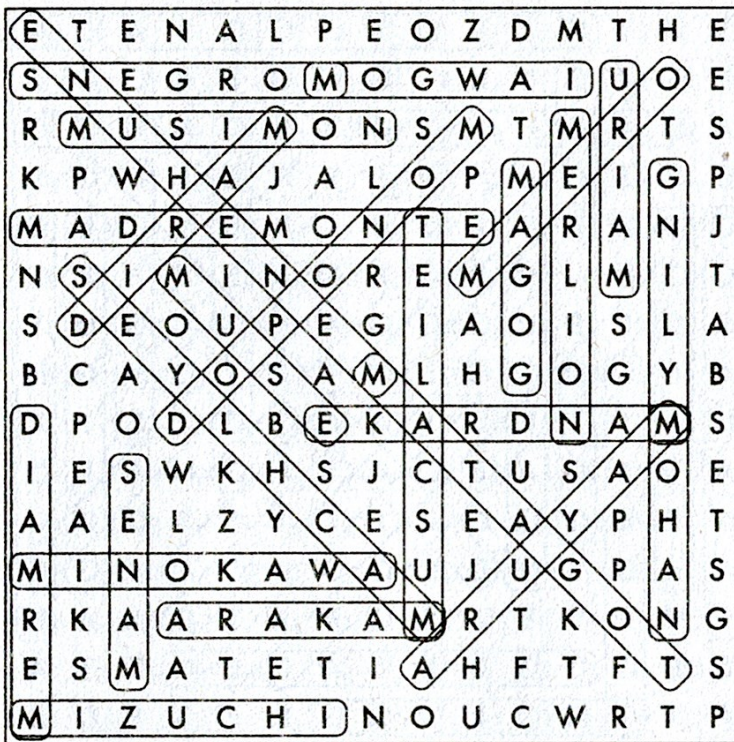 E T E N A L P E O Z D M T H E
S N E G R O M O G W A I U O E
R M U S I M O N S M T M R T S
K P W H A J A L O P M E I G P
M A D R E M O N T E A R A N J
N S I M I N O R E M G L M I T
S D E O U P E G I A O I S L A
B C A Y O S A M L H G O G Y B
D P O D L B E K A R D N A M S
I E S W K H S J C T U S A O E
A A E L Z Y C E S E A Y P H T
M I N O K A W A U J U G P A S
R K A A R A K A M R T K O N G
E S M A T E T I A H F T F T S
M I Z U C H I N O U C W R T P